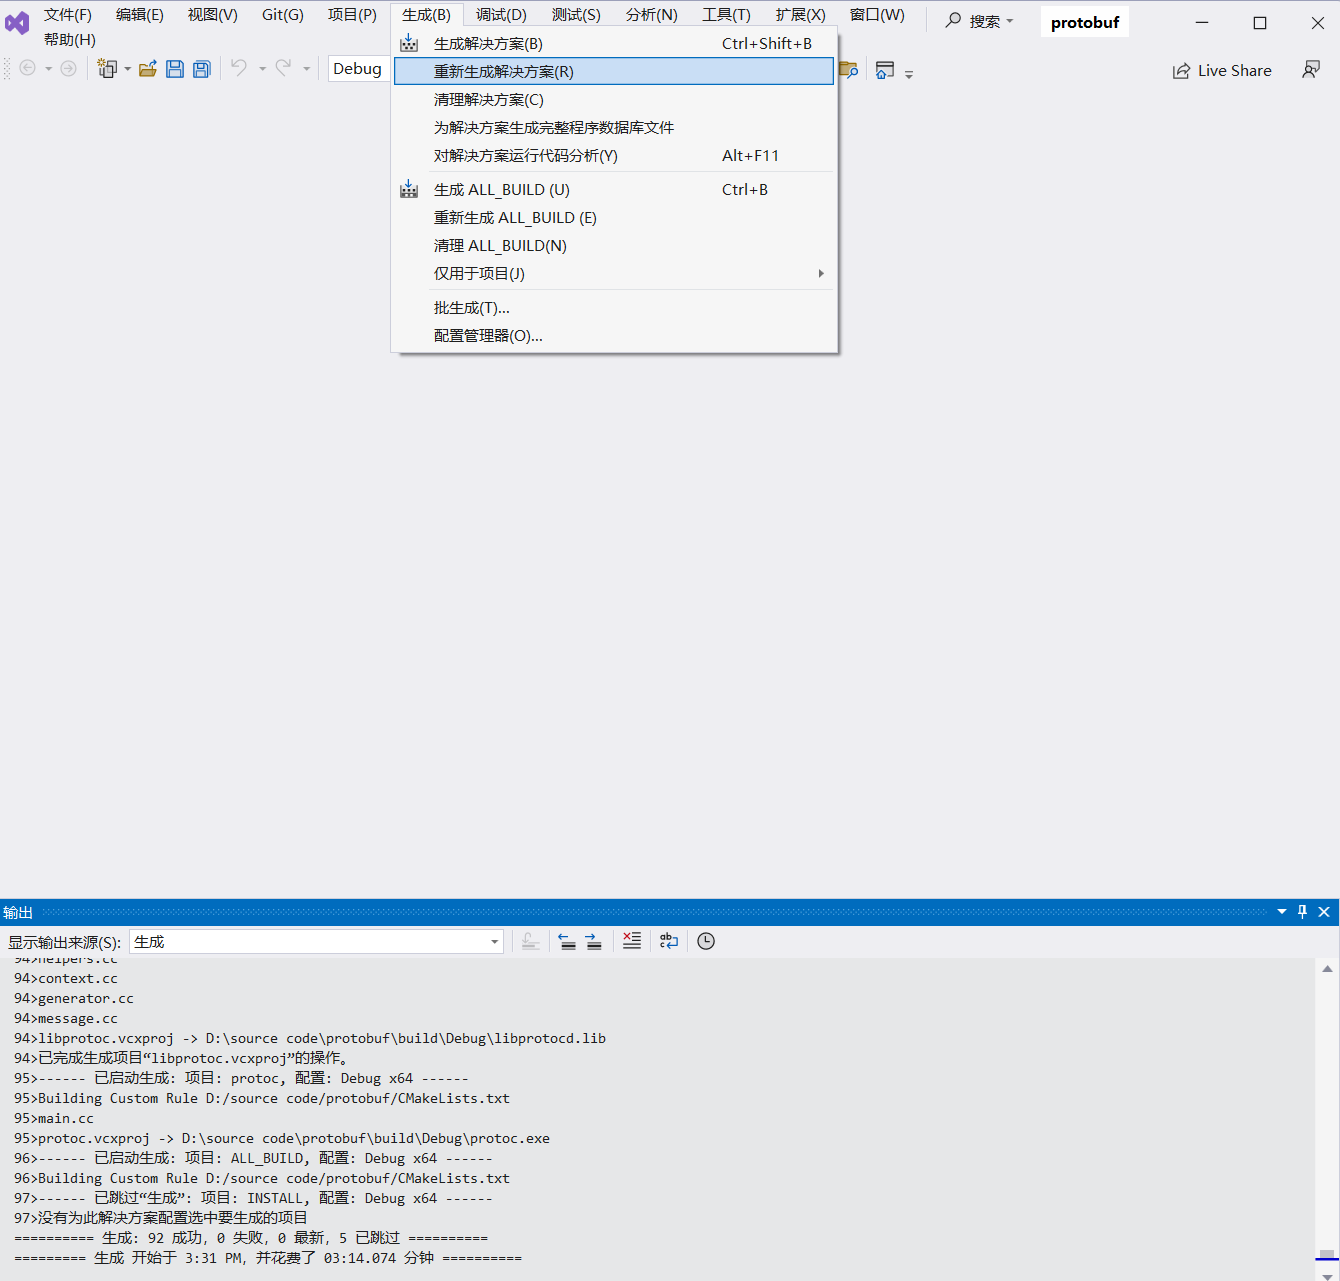 文件(F) 编辑(E) 视图(V) Git(G) 项目(P) 生成(B) 调试(D) 测试(S) 分析(N) 工具(T) 扩展(X) 窗口(W) 搜索 protobuf
帮助(H)
Debug Live Share
生成解决方案(B) Ctrl+Shift+B
重新生成解决方案(R)
清理解决方案(C)
为解决方案生成完整程序数据库文件
对解决方案运行代码分析(Y) Alt+F11
生成 ALL_BUILD (U) Ctrl+B
重新生成 ALL_BUILD (E)
清理 ALL_BUILD(N)
仅用于项目(J)
批生成(T)...
配置管理器(O)...
输出
显示输出来源(S): 生成
94>helpers.cc
94>context.cc
94>generator.cc
94>message.cc
94>libprotoc.vcxproj -> D:\source code\protobuf\build\Debug\libprotocd.lib
94>已完成生成项目“libprotoc.vcxproj”的操作。
95>------ 已启动生成: 项目: protoc, 配置: Debug x64 ------
95>Building Custom Rule D:/source code/protobuf/CMakeLists.txt
95>main.cc
95>protoc.vcxproj -> D:\source code\protobuf\build\Debug\protoc.exe
96>------ 已启动生成: 项目: ALL_BUILD, 配置: Debug x64 ------
96>Building Custom Rule D:/source code/protobuf/CMakeLists.txt
97>------ 已跳过“生成”: 项目: INSTALL, 配置: Debug x64 ------
97>没有为此解决方案配置选中要生成的项目
========== 生成: 92 成功，0 失败，0 最新，5 已跳过 ==========
========= 生成 开始于 3:31 PM，并花费了 03:14.074 分钟 ==========